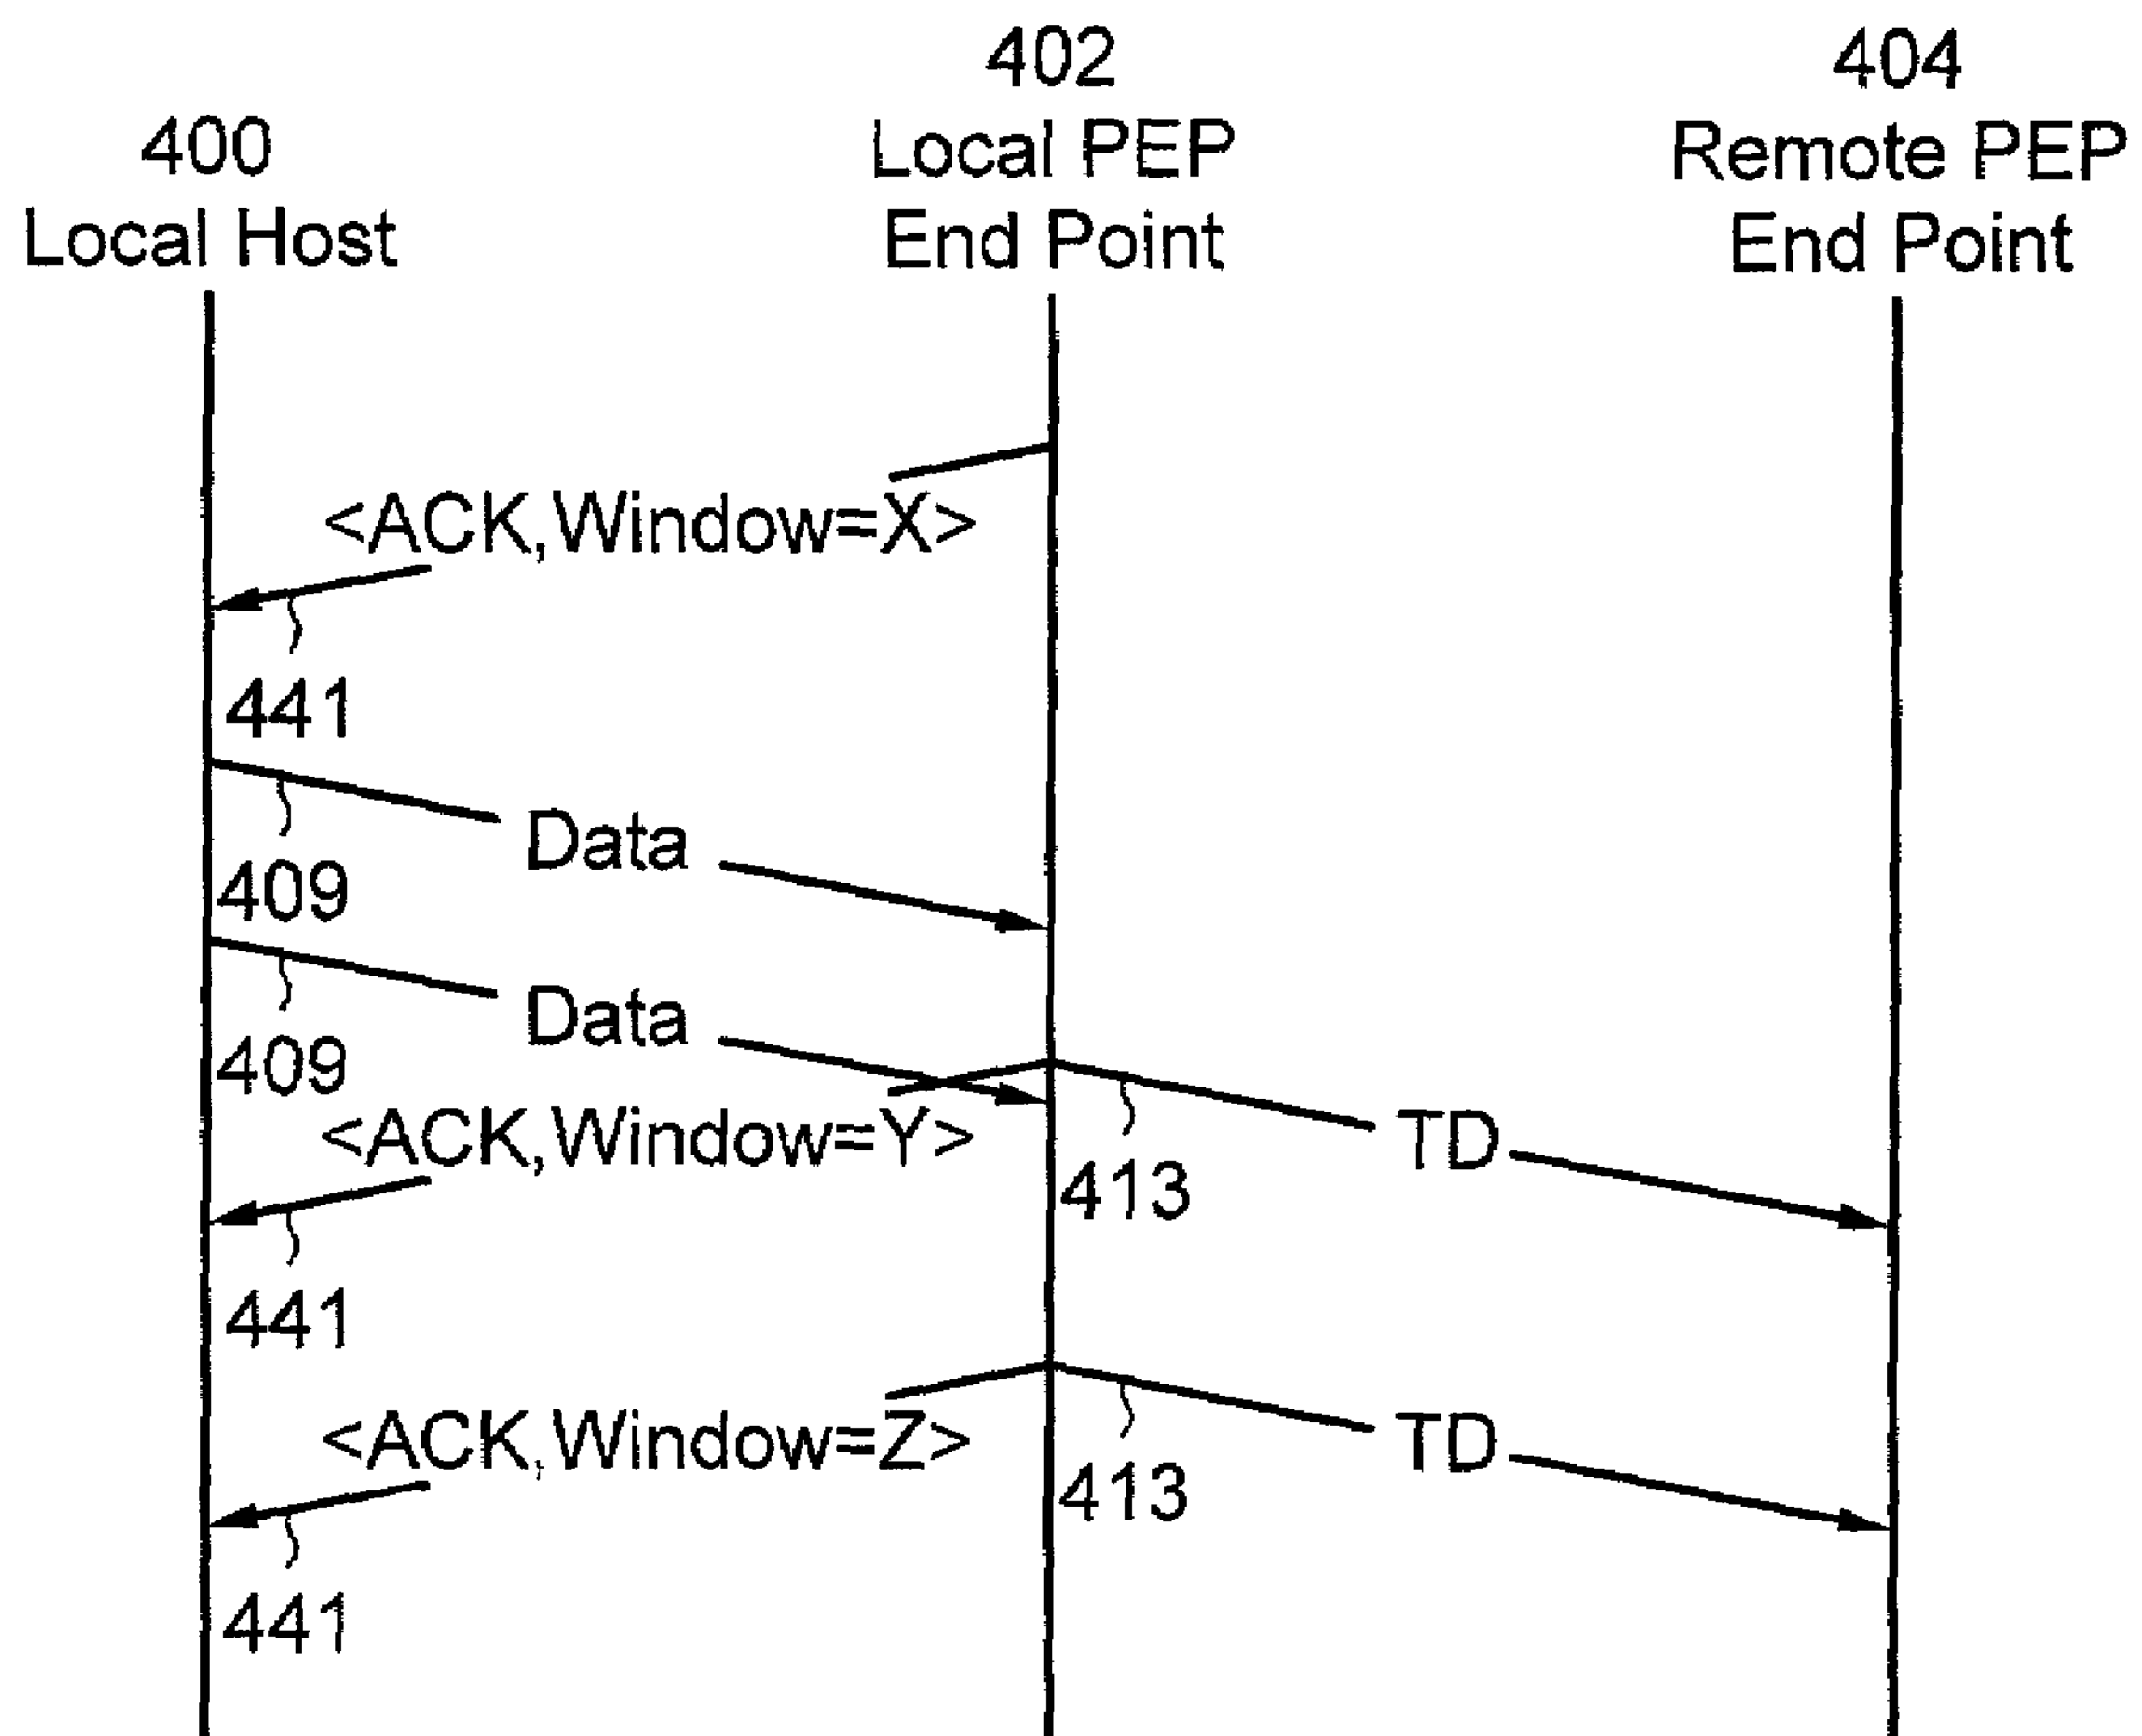 400
Local Host
402
Local PEP
End Point
404
Remote PEP
End Point
<ACK,Window=X>
441
Data
409
Data
409
<ACK,Window=Y>
TD
413
441
<ACK,Window=Z>
TD
413
441